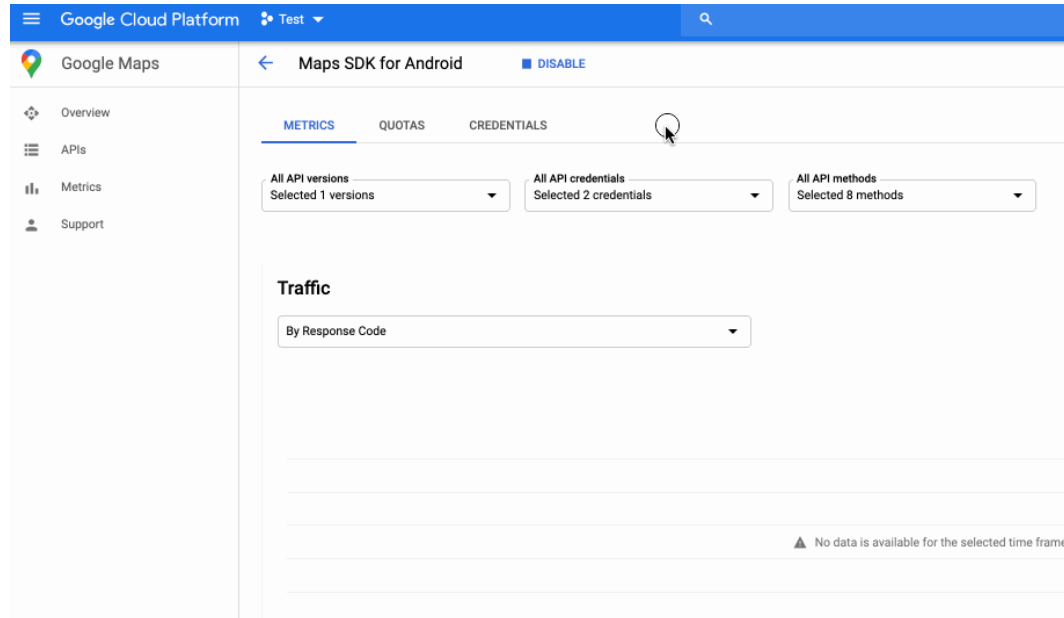 Google Cloud Platform Test
Google Maps
Maps SDK for Android DISABLE
Overview
APIs
Metrics
Support
METRICS QUOTAS CREDENTIALS
All API versions
Selected 1 versions
All API credentials
Selected 2 credentials
All API methods
Selected 8 methods
Traffic
By Response Code
No data is available for the selected time frame